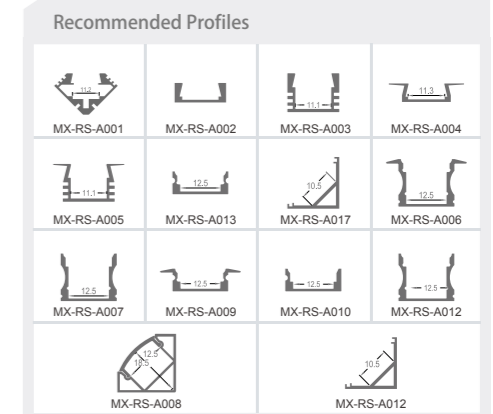 Recommended Profiles
11.2
11.1
11.3
MX-RS-A001 MX-RS-A002 MX-RS-A003 MX-RS-A004
11.1
12.5
10.5
12.5
MX-RS-A005 MX-RS-A013 MX-RS-A017 MX-RS-A006
12.5
12.5
12.5
12.5
MX-RS-A007 MX-RS-A009 MX-RS-A010 MX-RS-A012
12.5
18.5
10.5
MX-RS-A008 MX-RS-A012